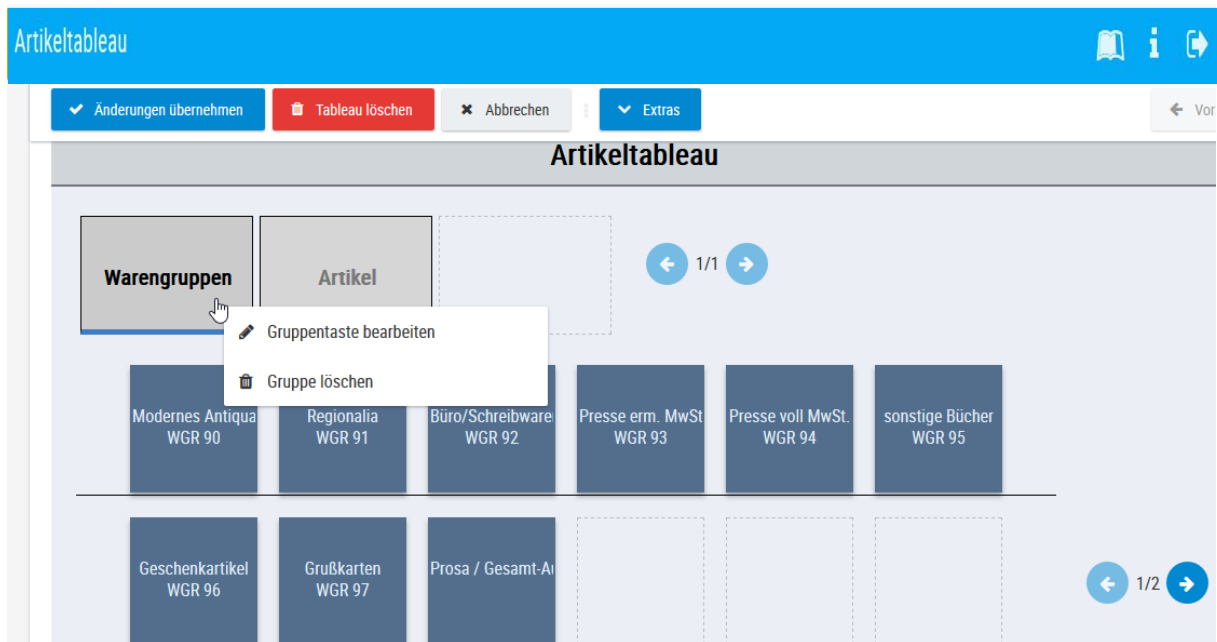 Artikeltableau
Änderungen übernehmen
Tableau löschen
Abbrechen
Extras
Vor
Artikeltableau
Warengruppen
Artikel
1/1
Gruppentaste bearbeiten
Gruppe löschen
Modernes Antiqua
WGR 90
Regionalia
WGR 91
Büro/Schreibware
WGR 92
Presse erm. MwSt
WGR 93
Presse voll MwSt.
WGR 94
sonstige Bücher
WGR 95
Geschenkartikel
WGR 96
Grußkarten
WGR 97
Prosa / Gesamt-Au
1/2